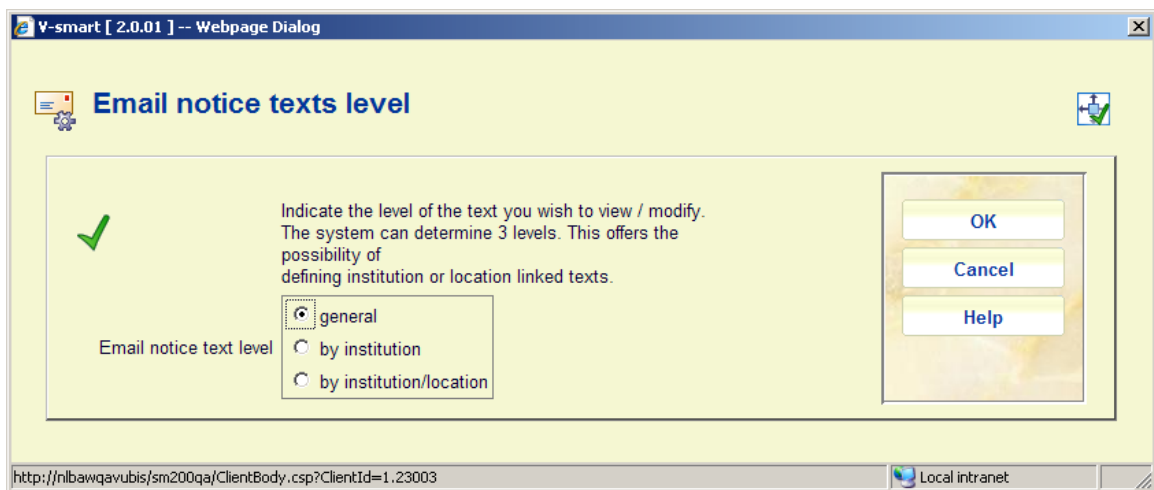 V-smart [ 2.0.01 ] -- Webpage Dialog
Email notice texts level
Indicate the level of the text you wish to view / modify.
The system can determine 3 levels. This offers the
possibility of
defining institution or location linked texts.
Email notice text level
general
by institution
by institution/location
OK
Cancel
Help
http://nlbawqavubis/sm200qa/ClientBody.csp?ClientId=1.23003
Local intranet